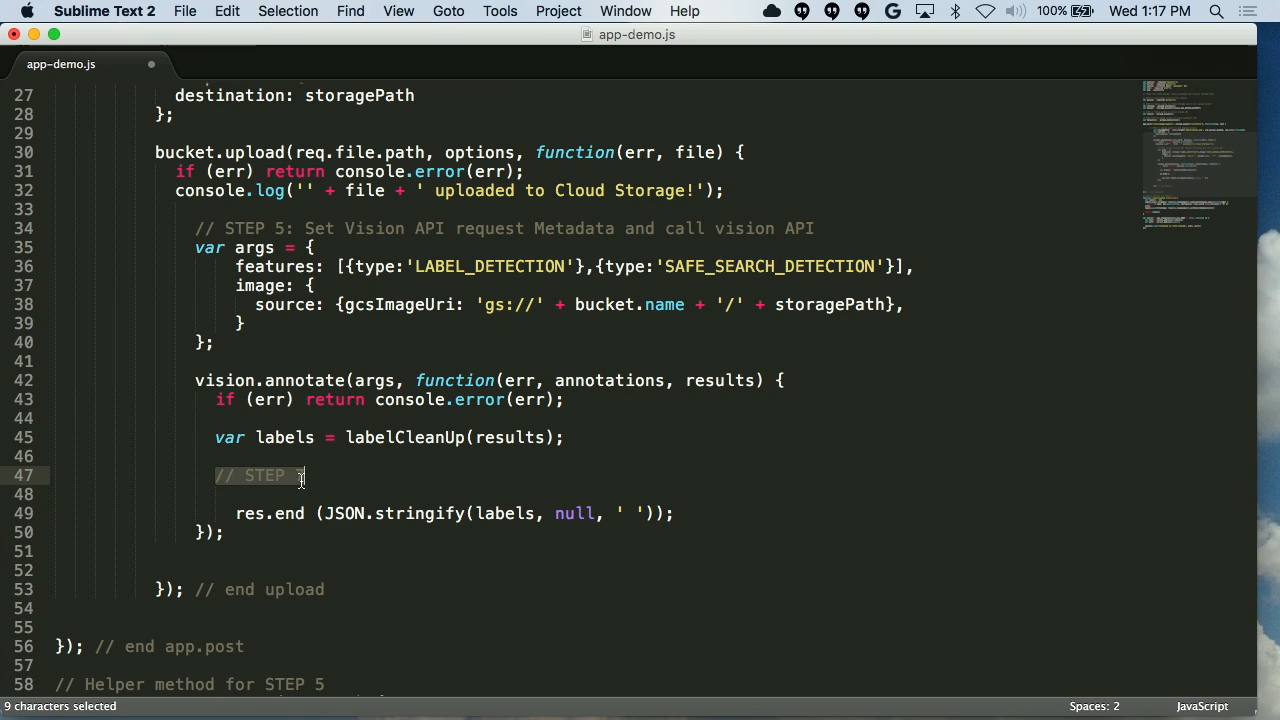 Sublime Text 2 File Edit Selection Find View Goto Tools Project Window Help 100% Wed 1:17 PM
app-demo.js
app-demo.js
27 destination: storagePath
28 };
29
30 bucket.upload(req.file.path, options, function(err, file) {
31 if (err) return console.error(err);
32 console.log('' + file + ' uploaded to Cloud Storage!');
33
34 // STEP 5: Set Vision API request Metadata and call vision API
35 var args = {
36 features: [{type:'LABEL_DETECTION'},{type:'SAFE_SEARCH_DETECTION'}],
37 image: {
38 source: {gcsImageUri: 'gs://' + bucket.name + '/' + storagePath},
39 }
40 };
41
42 vision.annotate(args, function(err, annotations, results) {
43 if (err) return console.error(err);
44
45 var labels = labelCleanUp(results);
46
47 // STEP
48
49 res.end (JSON.stringify(labels, null, ' '));
50 });
51
52
53 }); // end upload
54
55
56 }); // end app.post
57
58 // Helper method for STEP 5
9 characters selected Spaces: 2 JavaScript